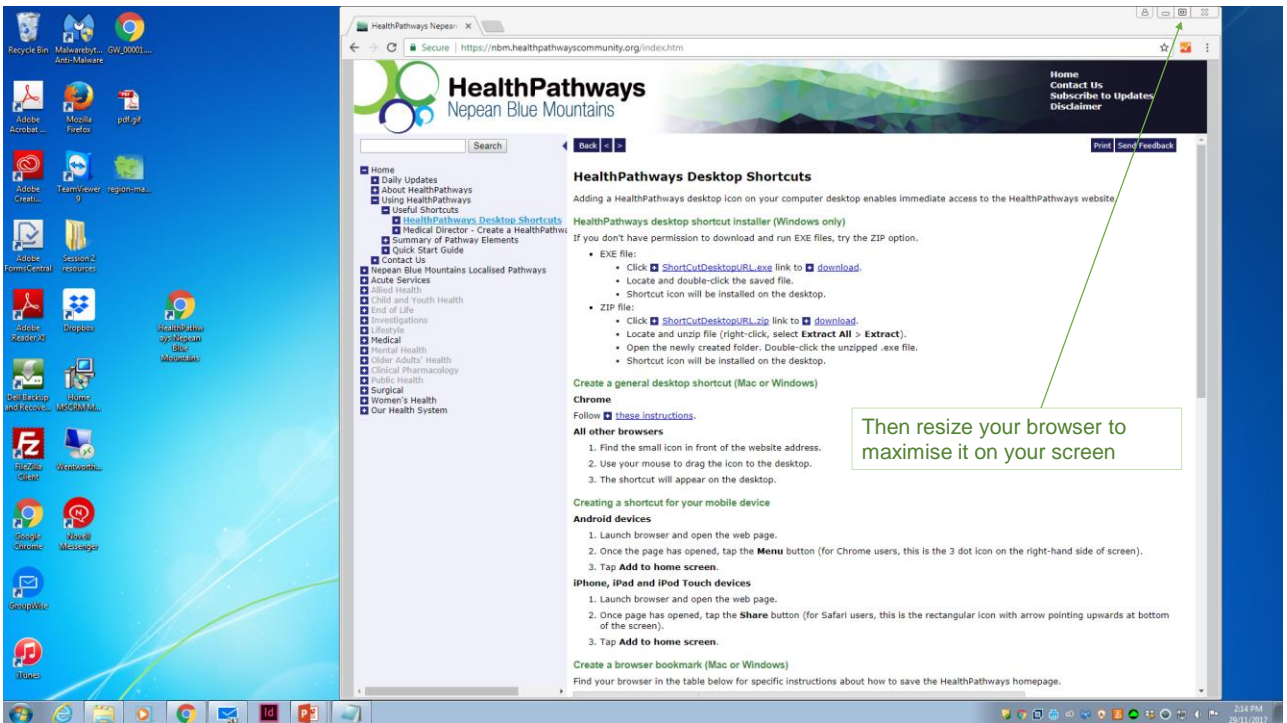 Recycle Bin
Malwarebyt...
Anti-Malware
GW_00001....
Adobe
Acrobat ...
Mozilla
Firefox
pdf.gif
Adobe
Creati...
TeamViewer
9
region-ma...
Adobe
FormsCentral
Session 2
resources
Adobe
Reader XI
Dropbox
HealthPathw
ays Nepean
Blue
Mountains
Dell Backup
and Recove...
Hume
MSCRM M...
FileZilla
Client
Wentworth...
Google
Chrome
Novell
Messenger
GroupWise
iTunes
HealthPathways Nepean
Secure | https://nbm.healthpathwayscommunity.org/index.htm
HealthPathways
Nepean Blue Mountains
Home
Contact Us
Subscribe to Updates
Disclaimer
Search
Home
Daily Updates
About HealthPathways
Using HealthPathways
Useful Shortcuts
HealthPathways Desktop Shortcuts
Medical Director - Create a HealthPathwa
Summary of Pathway Elements
Quick Start Guide
Contact Us
Nepean Blue Mountains Localised Pathways
Acute Services
Allied Health
Child and Youth Health
End of Life
Investigations
Lifestyle
Medical
Mental Health
Older Adults' Health
Clinical Pharmacology
Public Health
Surgical
Women's Health
Our Health System
Back < >
Print Send Feedback
HealthPathways Desktop Shortcuts
Adding a HealthPathways desktop icon on your computer desktop enables immediate access to the HealthPathways website.
HealthPathways desktop shortcut installer (Windows only)
If you don't have permission to download and run EXE files, try the ZIP option.
• EXE file:
• Click ShortCutDesktopURL.exe link to download.
• Locate and double-click the saved file.
• Shortcut icon will be installed on the desktop.
• ZIP file:
• Click ShortCutDesktopURL.zip link to download.
• Locate and unzip file (right-click, select Extract All > Extract).
• Open the newly created folder. Double-click the unzipped .exe file.
• Shortcut icon will be installed on the desktop.
Create a general desktop shortcut (Mac or Windows)
Chrome
Follow these instructions.
All other browsers
1. Find the small icon in front of the website address.
2. Use your mouse to drag the icon to the desktop.
3. The shortcut will appear on the desktop.
Then resize your browser to
maximise it on your screen
Creating a shortcut for your mobile device
Android devices
1. Launch browser and open the web page.
2. Once the page has opened, tap the Menu button (for Chrome users, this is the 3 dot icon on the right-hand side of screen).
3. Tap Add to home screen.
iPhone, iPad and iPod Touch devices
1. Launch browser and open the web page.
2. Once page has opened, tap the Share button (for Safari users, this is the rectangular icon with arrow pointing upwards at bottom
of the screen).
3. Tap Add to home screen.
Create a browser bookmark (Mac or Windows)
Find your browser in the table below for specific instructions about how to save the HealthPathways homepage.
2:14 PM
29/11/2017